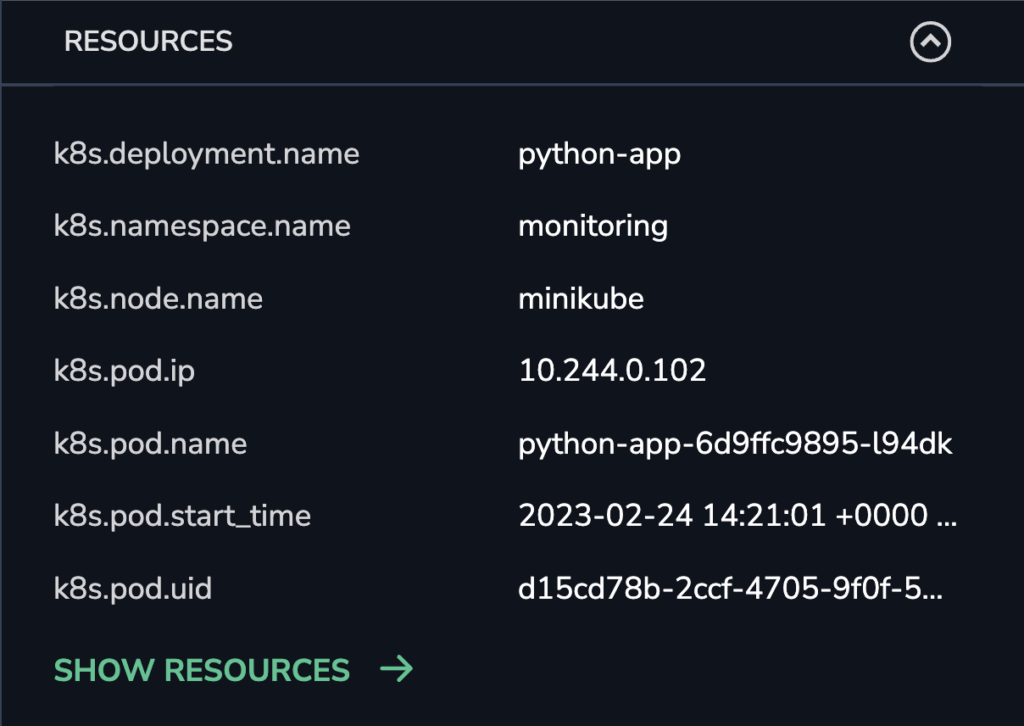 RESOURCES
k8s.deployment.name python-app
k8s.namespace.name monitoring
k8s.node.name minikube
k8s.pod.ip 10.244.0.102
k8s.pod.name python-app-6d9ffc9895-l94dk
k8s.pod.start_time 2023-02-24 14:21:01 +0000 ...
k8s.pod.uid d15cd78b-2ccf-4705-9f0f-5...
SHOW RESOURCES →